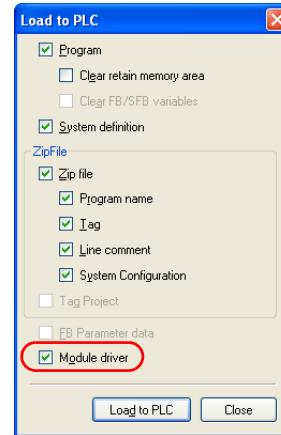 Load to PLC
Program
Clear retain memory area
Clear FB/SFB variables
System definition
ZipFile
Zip file
Program name
Tag
Line comment
System Configuration
Tag Project
FB Parameter data
Module driver
Load to PLC
Close